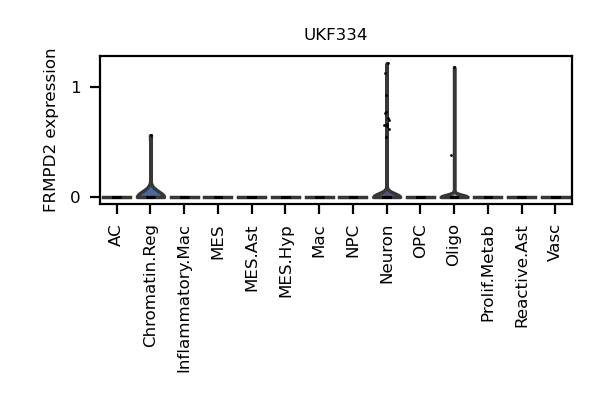 UKF334
FRMPD2 expression
1
0
AC
Chromatin.Reg
Inflammatory.Mac
MES
MES.Ast
MES.Hyp
Mac
NPC
Neuron
OPC
Oligo
Prolif.Metab
Reactive.Ast
Vasc